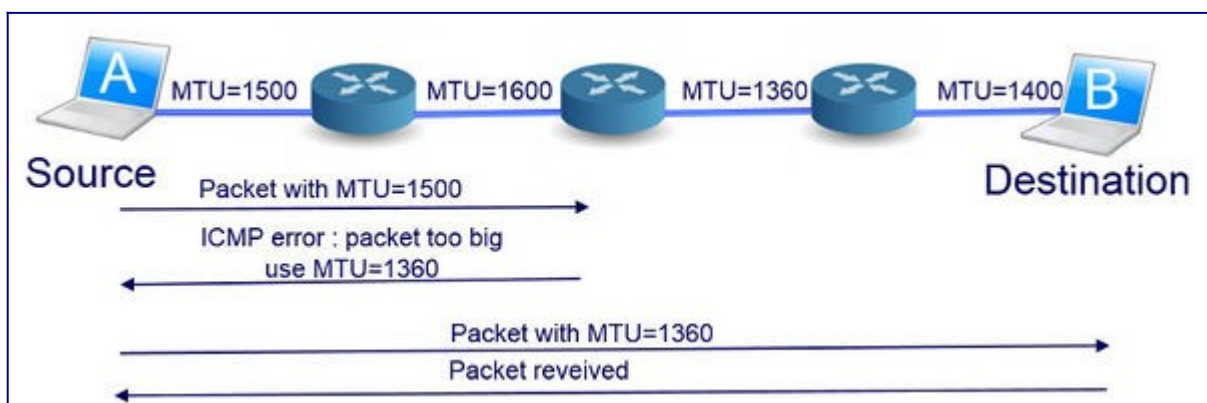 A
MTU=1500
MTU=1600
MTU=1360
MTU=1400
B
Source
Destination
Packet with MTU=1500
ICMP error : packet too big
use MTU=1360
Packet with MTU=1360
Packet reveived